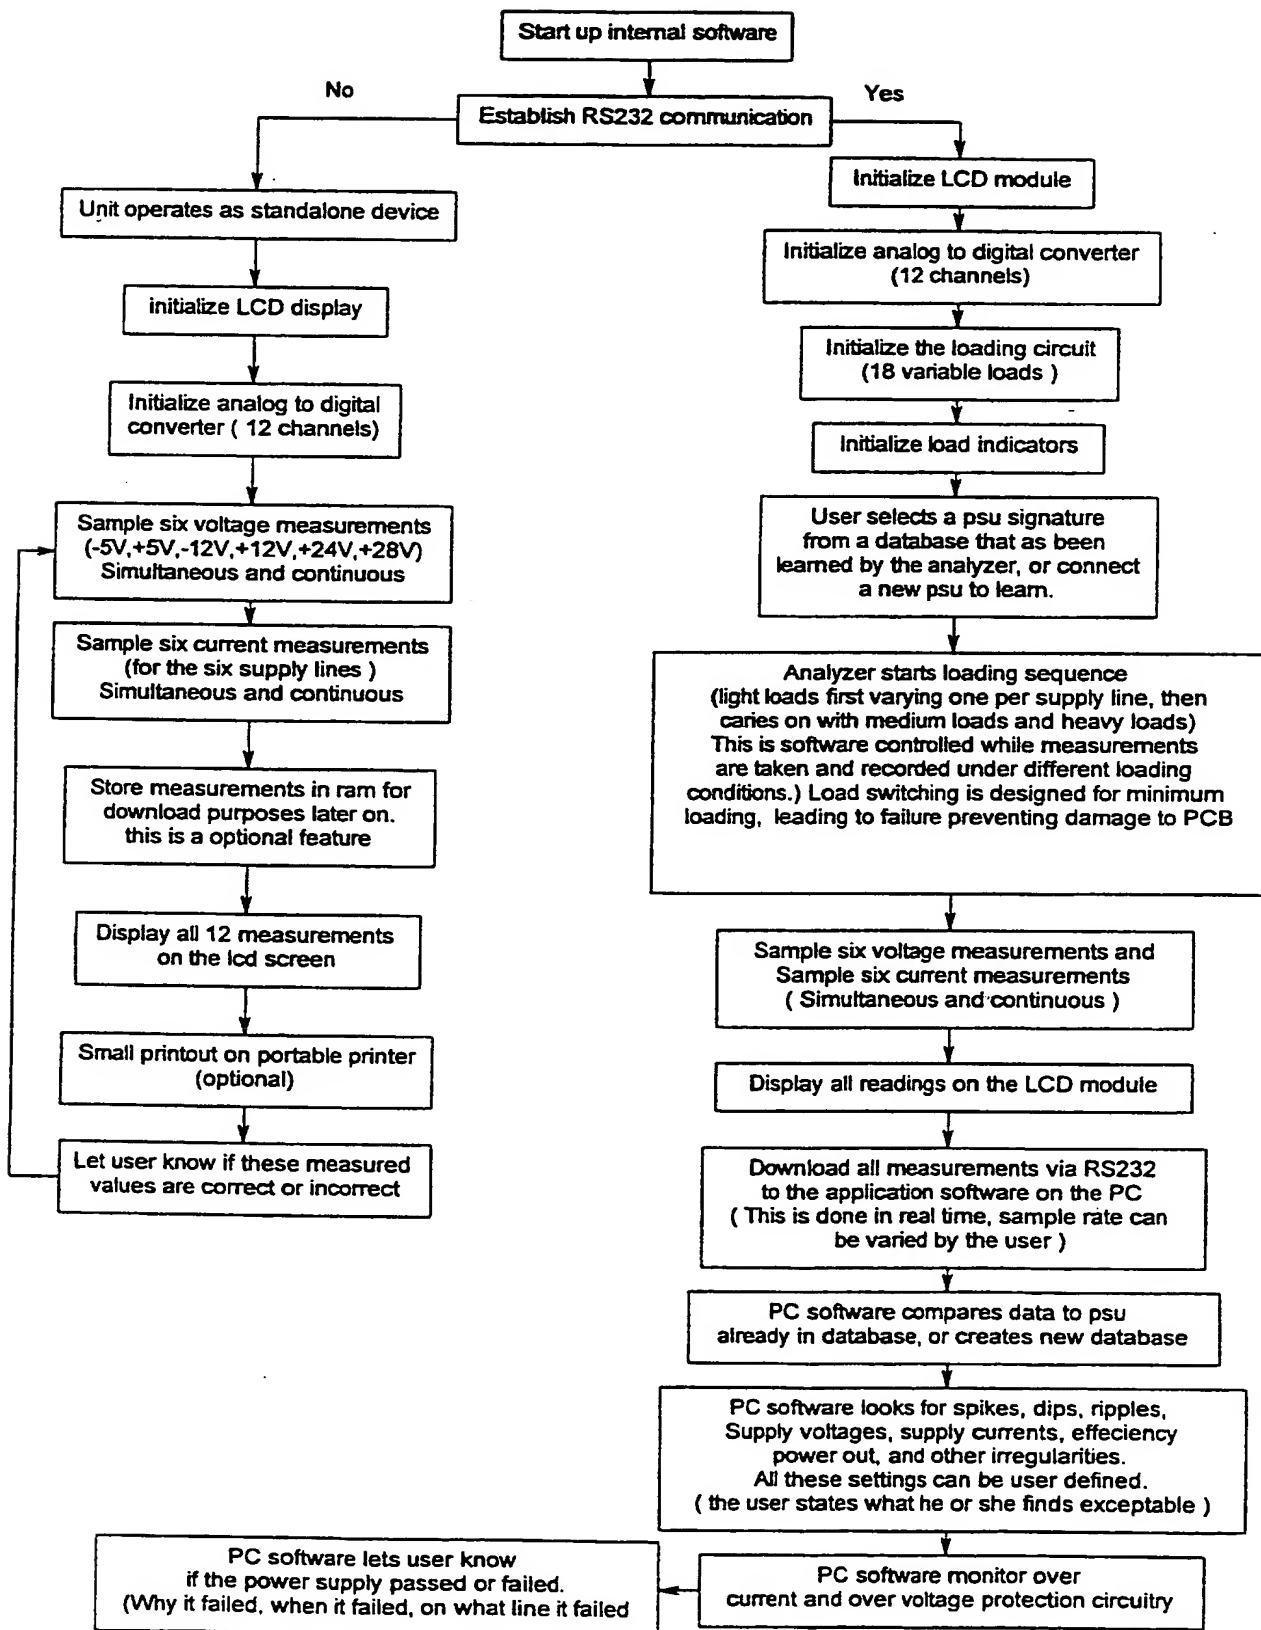 Start up internal software
No
Yes
Establish RS232 communication
Unit operates as standalone device
initialize LCD display
Initialize analog to digital
converter ( 12 channels)
Sample six voltage measurements
(-5V,+5V,-12V,+12V,+24V,+28V)
Simultaneous and continuous
Sample six current measurements
(for the six supply lines )
Simultaneous and continuous
Store measurements in ram for
download purposes later on.
this is a optional feature
Display all 12 measurements
on the lcd screen
Small printout on portable printer
(optional)
Let user know if these measured
values are correct or incorrect
Initialize LCD module
Initialize analog to digital converter
(12 channels)
Initialize the loading circuit
(18 variable loads )
Initialize load indicators
User selects a psu signature
from a database that as been
learned by the analyzer, or connect
a new psu to learn.
Analyzer starts loading sequence
(light loads first varying one per supply line, then
caries on with medium loads and heavy loads)
This is software controlled while measurements
are taken and recorded under different loading
conditions.) Load switching is designed for minimum
loading, leading to failure preventing damage to PCB
Sample six voltage measurements and
Sample six current measurements
( Simultaneous and continuous )
Display all readings on the LCD module
Download all measurements via RS232
to the application software on the PC
( This is done in real time, sample rate can
be varied by the user )
PC software compares data to psu
already in database, or creates new database
PC software looks for spikes, dips, ripples,
Supply voltages, supply currents, effeciency
power out, and other irregularities.
All these settings can be user defined.
( the user states what he or she finds exceptable )
PC software monitor over
current and over voltage protection circuitry
PC software lets user know
if the power supply passed or failed.
(Why it failed, when it failed, on what line it failed